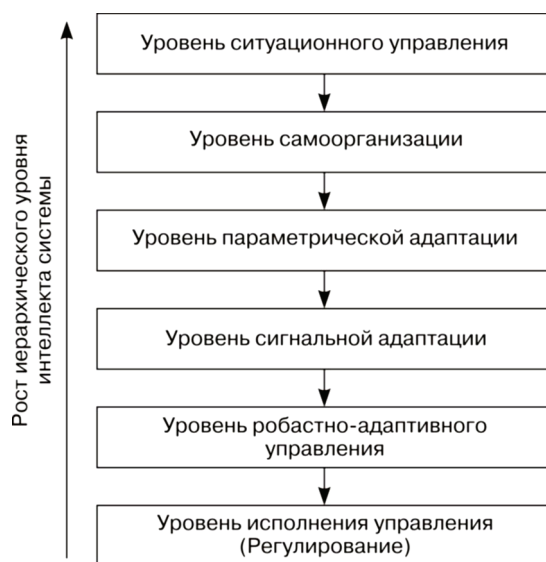 Уровень ситуационного управления
Уровень самоорганизации
Уровень параметрической адаптации
Уровень сигнальной адаптации
Уровень робастно-адаптивного
управления
Уровень исполнения управления
(Регулирование)
Рост иерархического уровня
интеллекта системы